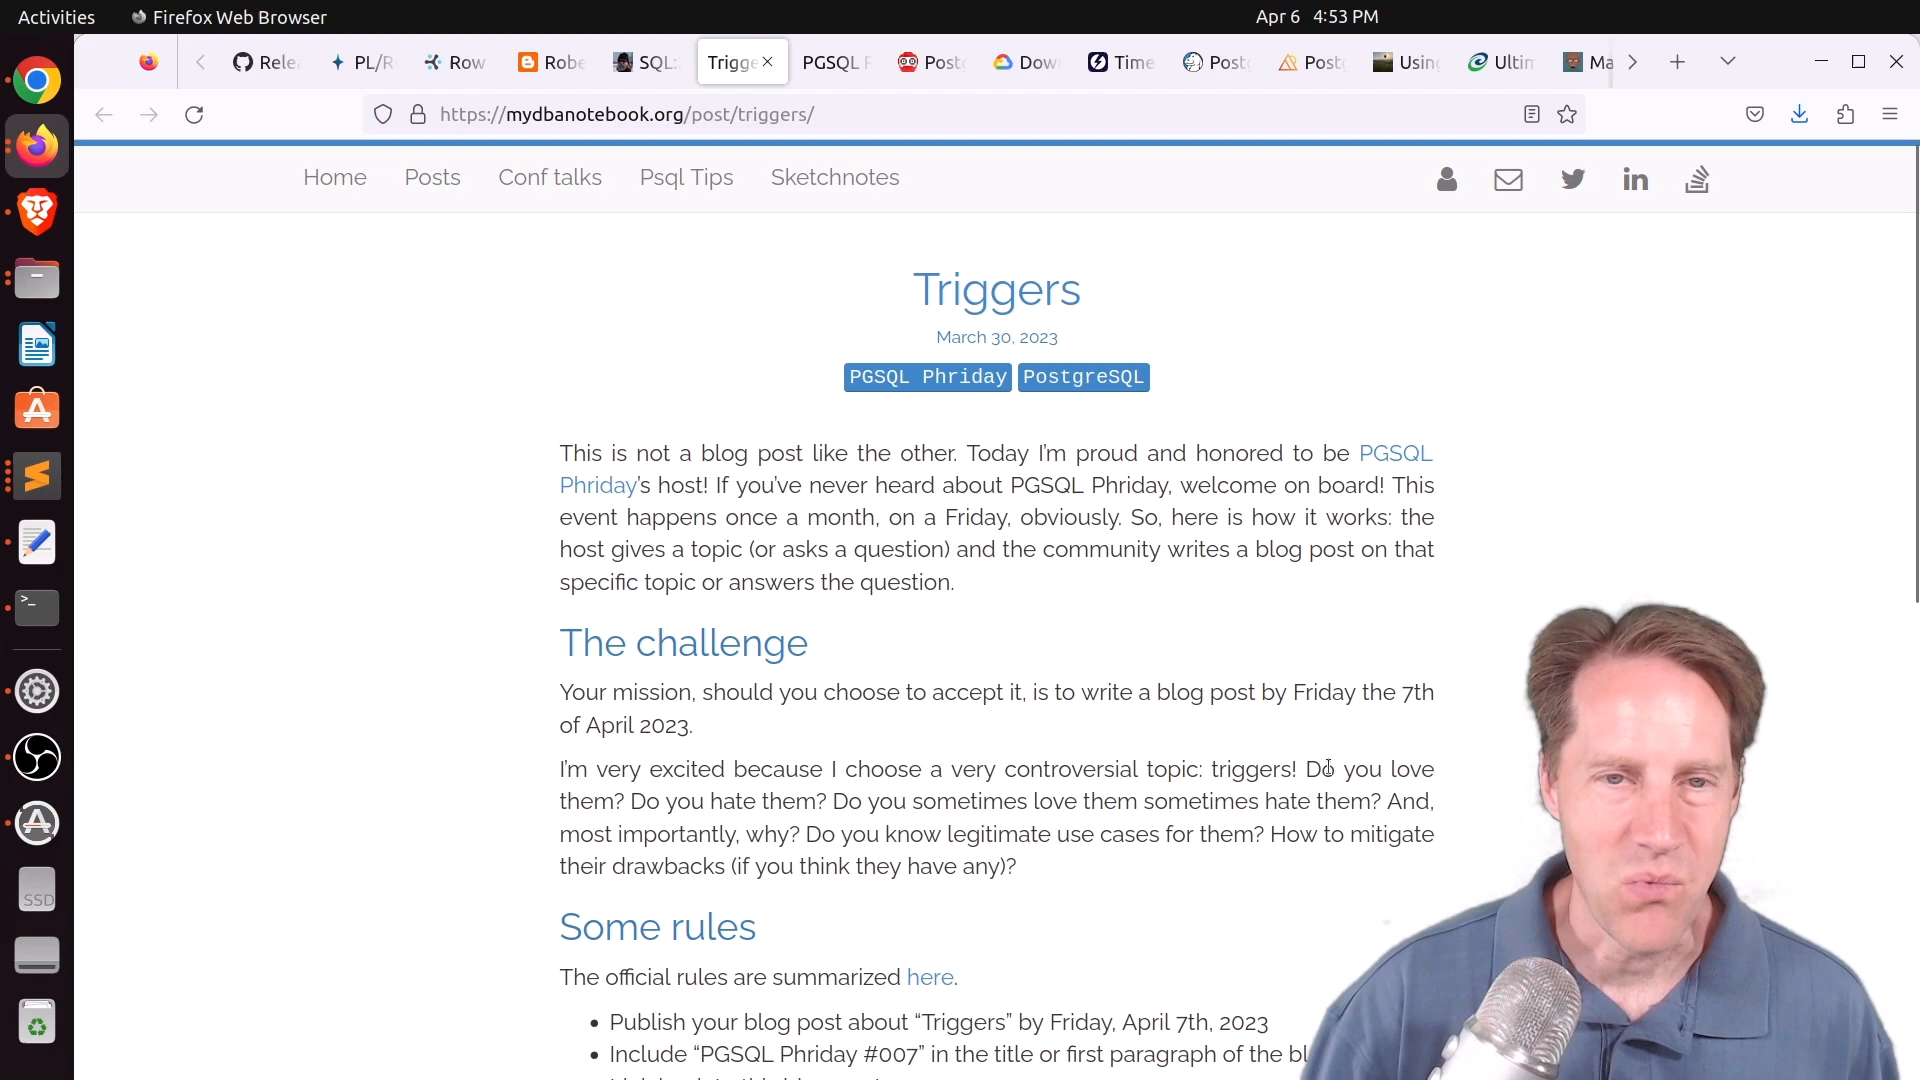 Activities Firefox Web Browser Apr 6 4:53 PM
Relea PL/R Row Robe SQL: Trigge PGSQL P Postg Down Time Postg Postg Using Ultim Ma
https://mydbanotebook.org/post/triggers/
Home Posts Conf talks Psql Tips Sketchnotes
Triggers
March 30, 2023
PGSQL Phriday PostgreSQL
This is not a blog post like the other. Today I'm proud and honored to be PGSQL
Phriday's host! If you've never heard about PGSQL Phriday, welcome on board! This
event happens once a month, on a Friday, obviously. So, here is how it works: the
host gives a topic (or asks a question) and the community writes a blog post on that
specific topic or answers the question.
The challenge
Your mission, should you choose to accept it, is to write a blog post by Friday the 7th
of April 2023.
I'm very excited because I choose a very controversial topic: triggers! Do you love
them? Do you hate them? Do you sometimes love them sometimes hate them? And,
most importantly, why? Do you know legitimate use cases for them? How to mitigate
their drawbacks (if you think they have any)?
Some rules
The official rules are summarized here.
SSD
• Publish your blog post about “Triggers” by Friday, April 7th, 2023
• Include “PGSQL Phriday #007” in the title or first paragraph of the bl